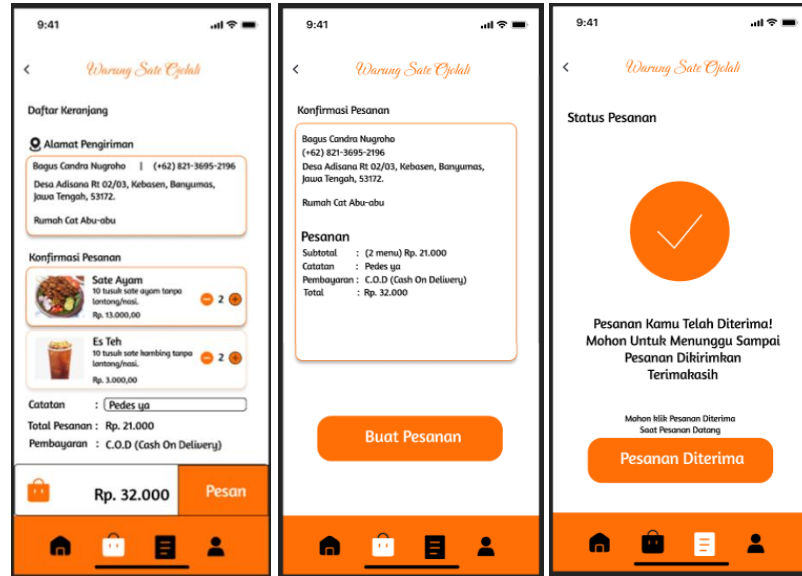 9:41
Warung Sate Ojolali
Daftar Keranjang
Alamat Pengiriman
Bagus Candra Nugroho | (+62) 821-3695-2196
Desa Adisana Rt 02/03, Kebasen, Banyumas,
Jawa Tengah, 53172.
Rumah Cat Abu-abu
Konfirmasi Pesanan
Sate Ayam
10 tusuk sate ayam tanpa
lontong/nasi.
Rp. 13.000,00
2
Es Teh
10 tusuk sate kambing tanpa
lontong/nasi.
Rp. 3.000,00
2
Catatan : Pedes ya
Total Pesanan : Rp. 21.000
Pembayaran : C.O.D (Cash On Delivery)
Rp. 32.000
Pesan
9:41
Warung Sate Ojolali
Konfirmasi Pesanan
Bagus Candra Nugroho
(+62) 821-3695-2196
Desa Adisana Rt 02/03, Kebasen, Banyumas,
Jawa Tengah, 53172.
Rumah Cat Abu-abu
Pesanan
Subtotal : (2 menu) Rp. 21.000
Catatan : Pedes ya
Pembayaran : C.O.D (Cash On Delivery)
Total : Rp. 32.000
Buat Pesanan
9:41
Warung Sate Ojolali
Status Pesanan
Pesanan Kamu Telah Diterima!
Mohon Untuk Menunggu Sampai
Pesanan Dikirimkan
Terimakasih
Mohon klik Pesanan Diterima
Saat Pesanan Datang
Pesanan Diterima